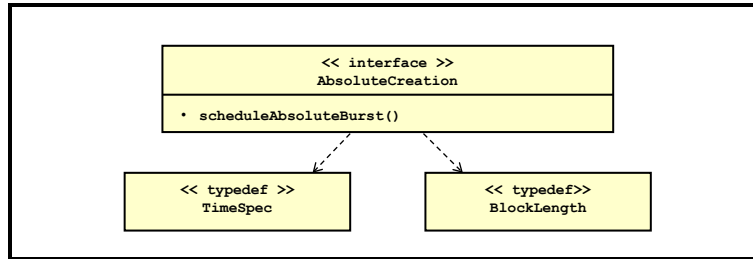 << interface >>
AbsoluteCreation
• scheduleAbsoluteBurst()
<< typedef >>
TimeSpec
<< typedef>>
BlockLength